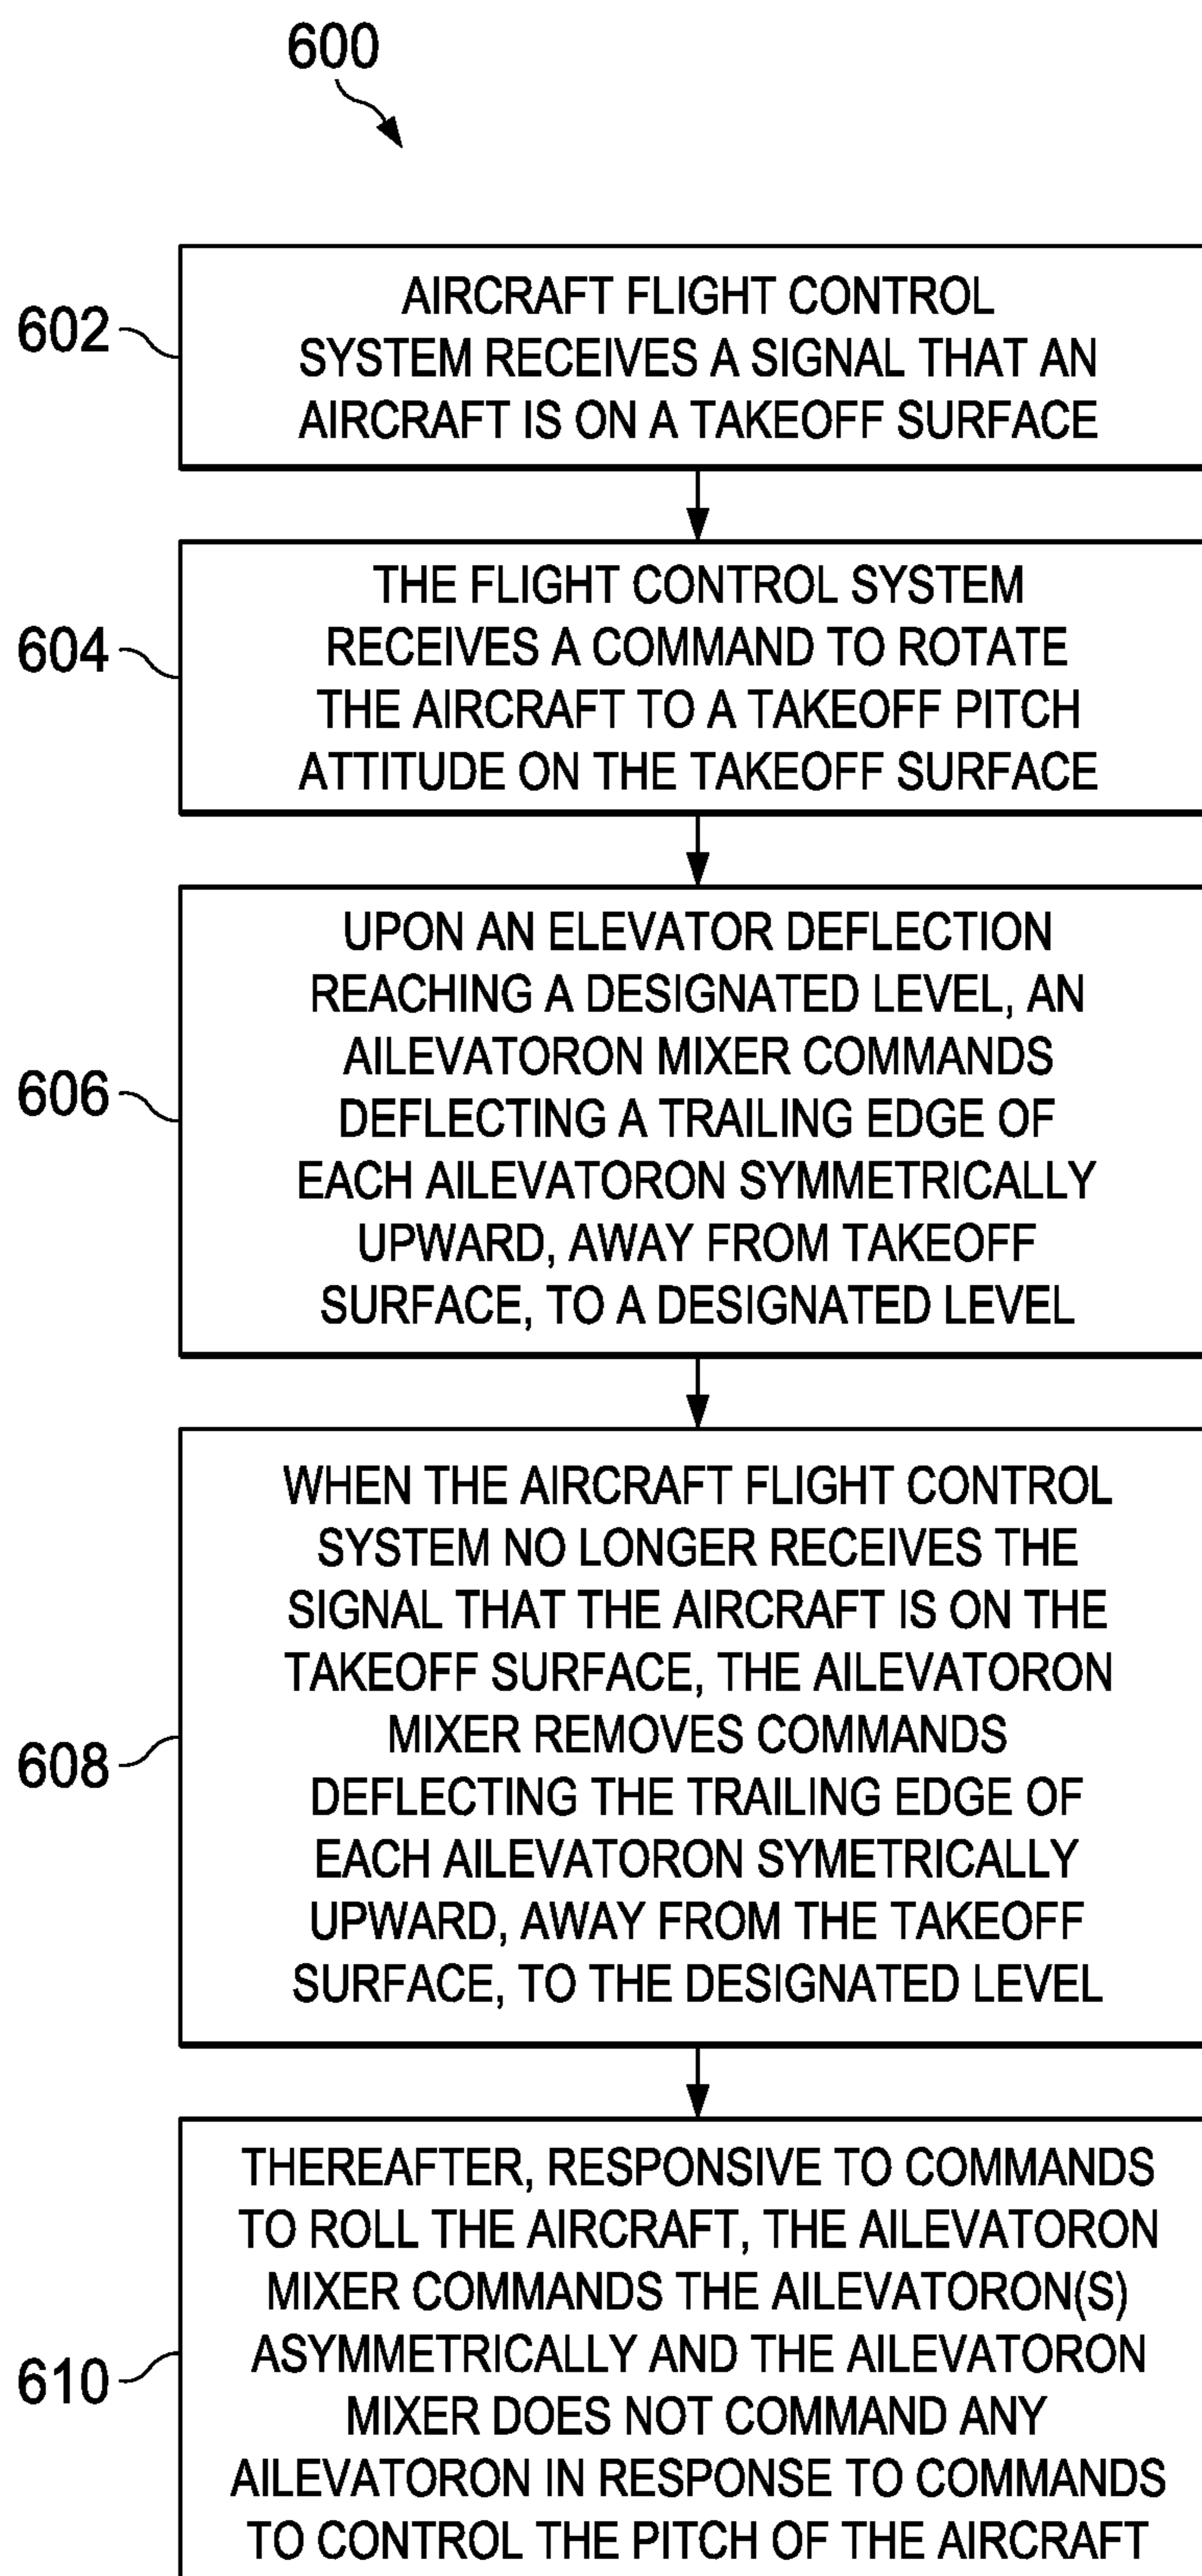 600
602
AIRCRAFT FLIGHT CONTROL
SYSTEM RECEIVES A SIGNAL THAT AN
AIRCRAFT IS ON A TAKEOFF SURFACE
604
THE FLIGHT CONTROL SYSTEM
RECEIVES A COMMAND TO ROTATE
THE AIRCRAFT TO A TAKEOFF PITCH
ATTITUDE ON THE TAKEOFF SURFACE
606
UPON AN ELEVATOR DEFLECTION
REACHING A DESIGNATED LEVEL, AN
AILEVATORON MIXER COMMANDS
DEFLECTING A TRAILING EDGE OF
EACH AILEVATORON SYMMETRICALLY
UPWARD, AWAY FROM TAKEOFF
SURFACE, TO A DESIGNATED LEVEL
608
WHEN THE AIRCRAFT FLIGHT CONTROL
SYSTEM NO LONGER RECEIVES THE
SIGNAL THAT THE AIRCRAFT IS ON THE
TAKEOFF SURFACE, THE AILEVATORON
MIXER REMOVES COMMANDS
DEFLECTING THE TRAILING EDGE OF
EACH AILEVATORON SYMETRICALLY
UPWARD, AWAY FROM THE TAKEOFF
SURFACE, TO THE DESIGNATED LEVEL
610
THEREAFTER, RESPONSIVE TO COMMANDS
TO ROLL THE AIRCRAFT, THE AILEVATORON
MIXER COMMANDS THE AILEVATORON(S)
ASYMMETRICALLY AND THE AILEVATORON
MIXER DOES NOT COMMAND ANY
AILEVATORON IN RESPONSE TO COMMANDS
TO CONTROL THE PITCH OF THE AIRCRAFT